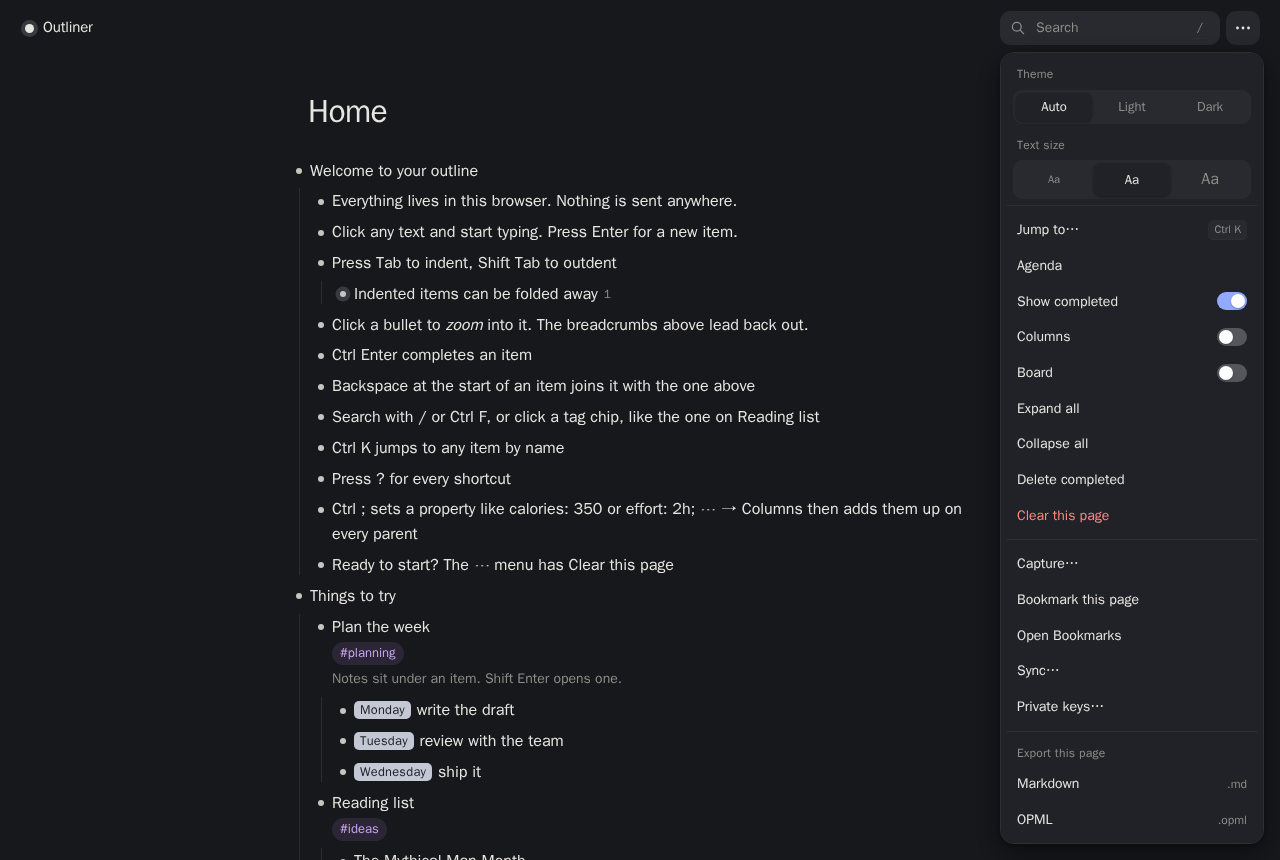 Outliner
Search /
Home
Welcome to your outline
Everything lives in this browser. Nothing is sent anywhere.
Click any text and start typing. Press Enter for a new item.
Press Tab to indent, Shift Tab to outdent
Indented items can be folded away 1
Click a bullet to zoom into it. The breadcrumbs above lead back out.
Ctrl Enter completes an item
Backspace at the start of an item joins it with the one above
Search with / or Ctrl F, or click a tag chip, like the one on Reading list
Ctrl K jumps to any item by name
Press ? for every shortcut
Ctrl ; sets a property like calories: 350 or effort: 2h; ⋯ → Columns then adds them up on
every parent
Ready to start? The ⋯ menu has Clear this page
Things to try
Plan the week
#planning
Notes sit under an item. Shift Enter opens one.
Monday write the draft
Tuesday review with the team
Wednesday ship it
Reading list
#ideas
The Mythical Man-Month
Theme
Auto Light Dark
Text size
Aa Aa Aa
Jump to… Ctrl K
Agenda
Show completed
Columns
Board
Expand all
Collapse all
Delete completed
Clear this page
Capture…
Bookmark this page
Open Bookmarks
Sync…
Private keys…
Export this page
Markdown .md
OPML .opml